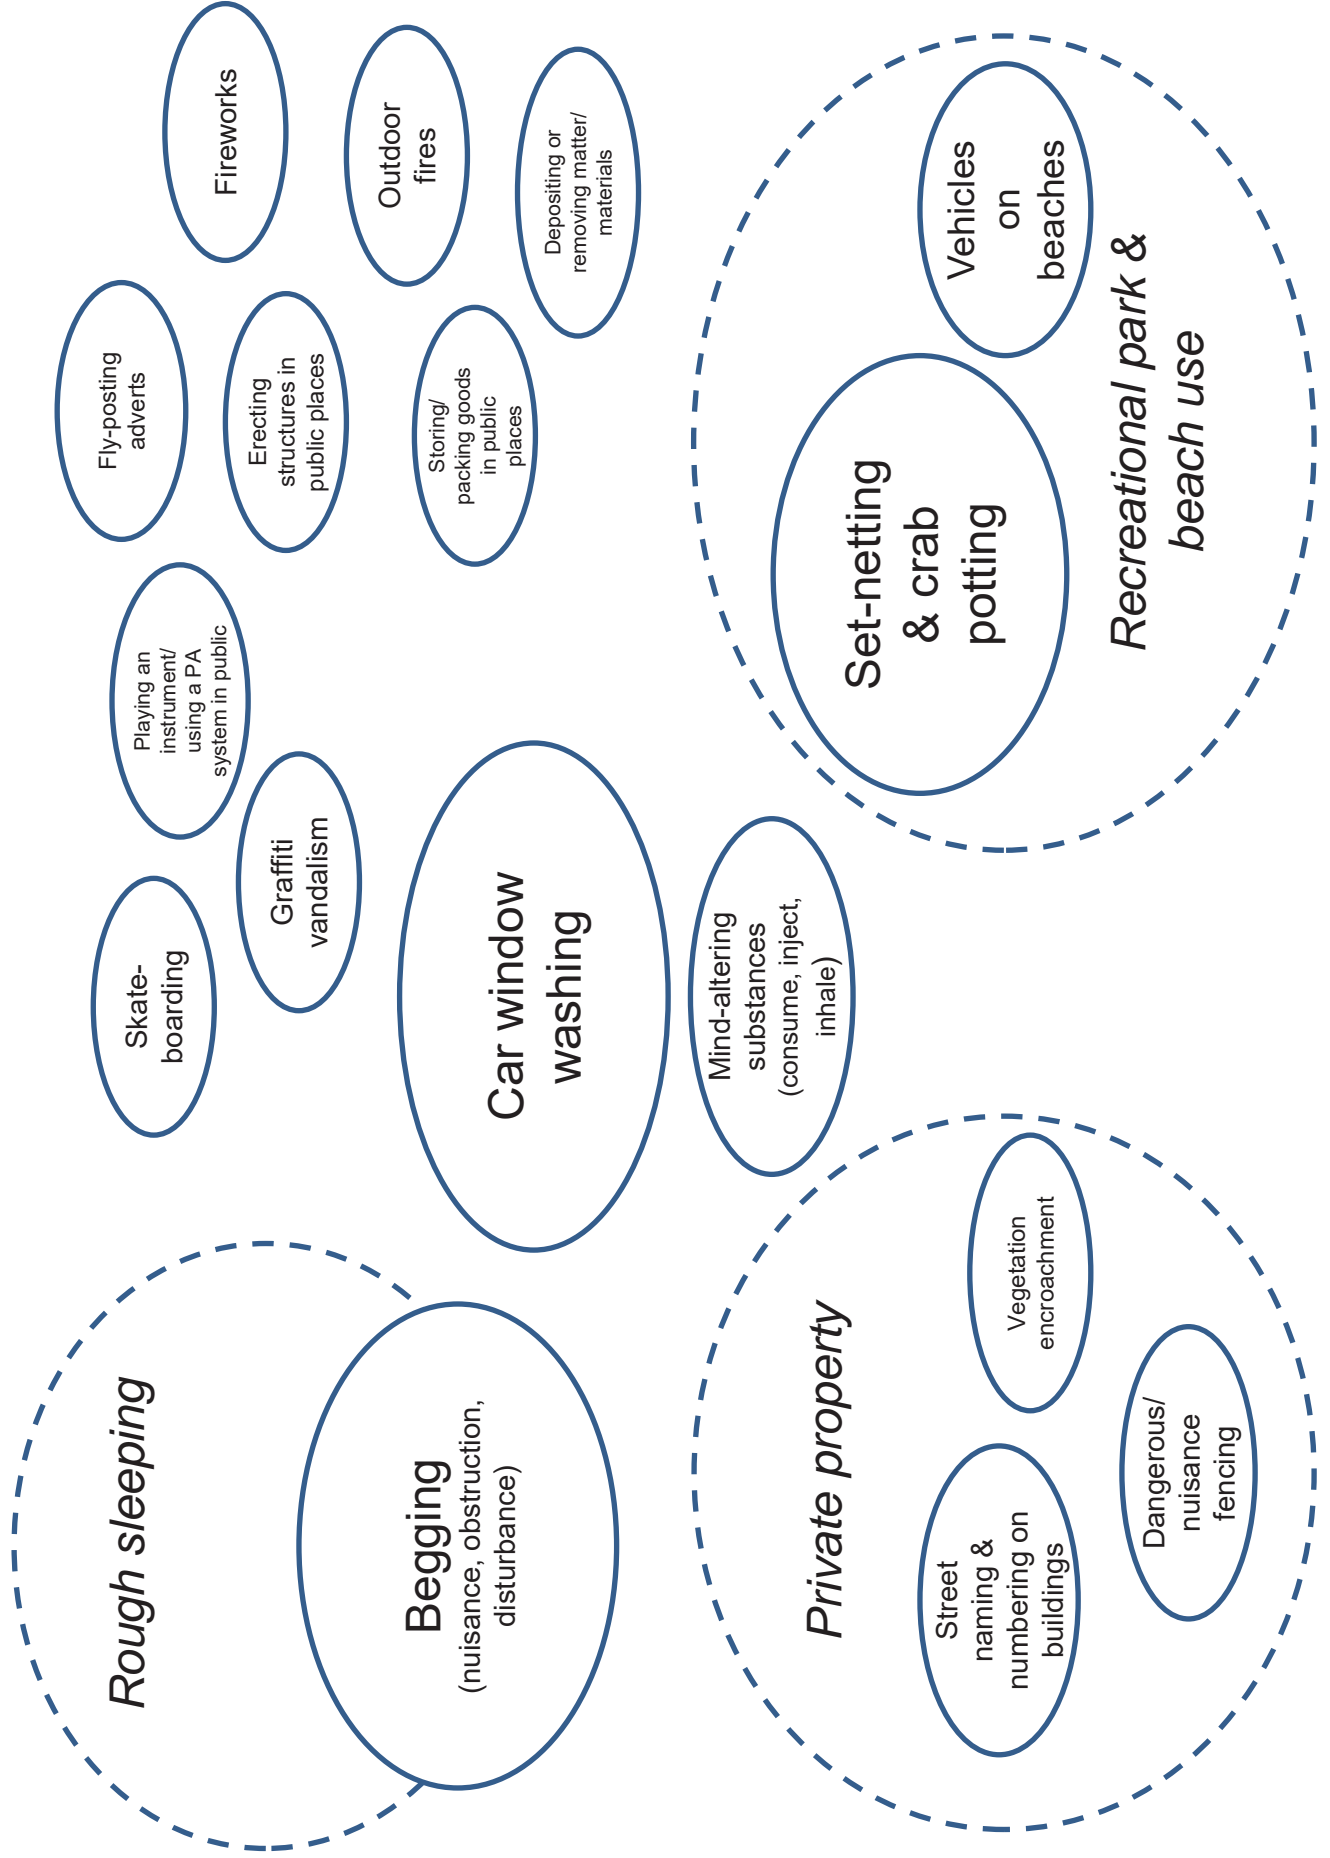 Rough sleeping
Begging
(nuisance, obstruction,
disturbance)
Skate-
boarding
Graffiti
vandalism
Playing an
instrument/
using a PA
system in public
Fly-posting
adverts
Erecting
structures in
public places
Storing/
packing goods
in public
places
Fireworks
Outdoor
fires
Depositing or
removing matter/
materials
Car window
washing
Mind-altering
substances
(consume, inject,
inhale)
Private property
Street
naming &
numbering on
buildings
Vegetation
encroachment
Dangerous/
nuisance
fencing
Set-netting
& crab
potting
Vehicles
on
beaches
Recreational park &
beach use